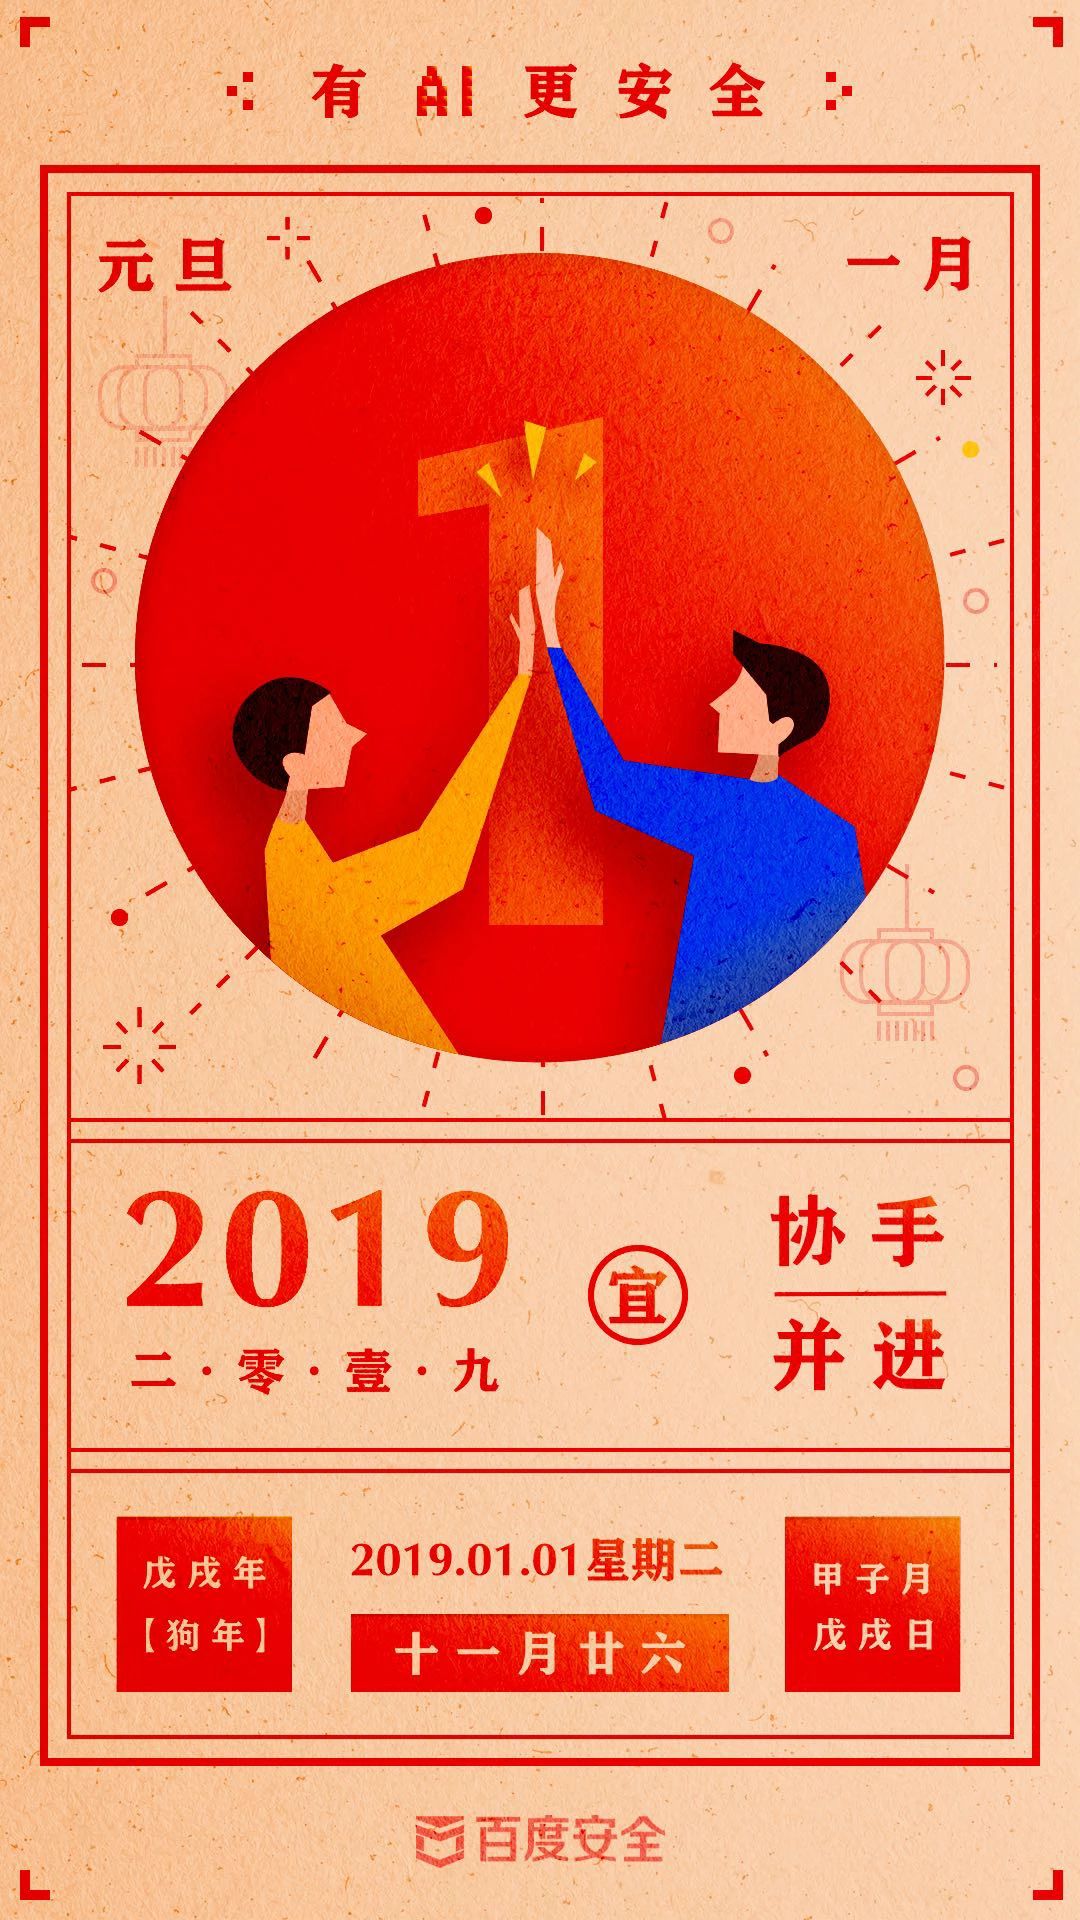 有AI更安全
元旦
一月
1
2019
二·零·壹·九
宜
协手
并进
戊戌年
【狗年】
2019.01.01星期二
十一月廿六
甲子月
戊戌日
百度安全